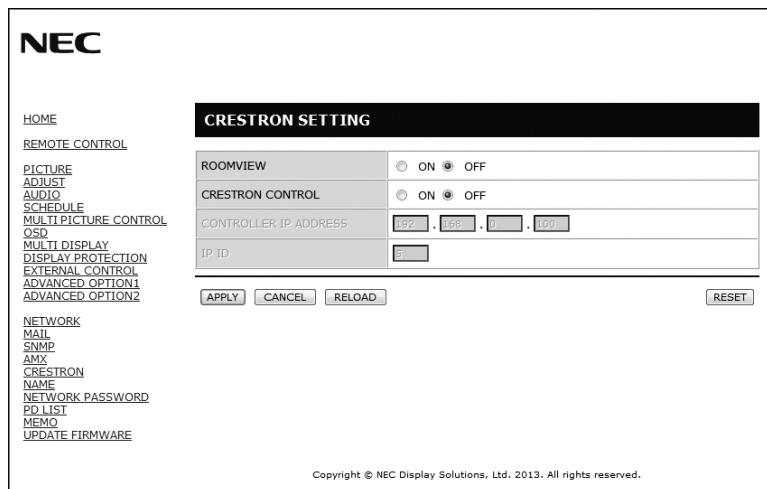 NEC
HOME
REMOTE CONTROL
PICTURE
ADJUST
AUDIO
SCHEDULE
MULTI PICTURE CONTROL
OSD
MULTI DISPLAY
DISPLAY PROTECTION
EXTERNAL CONTROL
ADVANCED OPTION1
ADVANCED OPTION2
NETWORK
MAIL
SNMP
AMX
CRESTRON
NAME
NETWORK PASSWORD
PD LIST
MEMO
UPDATE FIRMWARE
CRESTRON SETTING
ROOMVIEW ON OFF
CRESTRON CONTROL ON OFF
CONTROLLER IP ADDRESS 192 . 168 . 0 . 100
IP ID 5
APPLY CANCEL RELOAD RESET
Copyright © NEC Display Solutions, Ltd. 2013. All rights reserved.